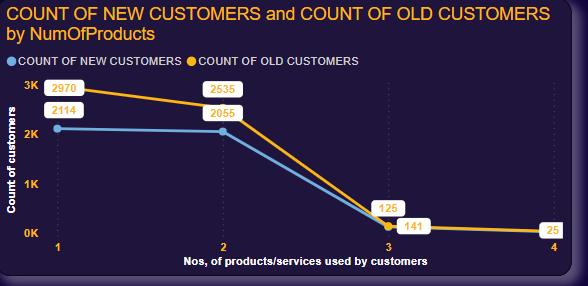 COUNT OF NEW CUSTOMERS and COUNT OF OLD CUSTOMERS
by NumOfProducts
COUNT OF NEW CUSTOMERS COUNT OF OLD CUSTOMERS
3K
2970
2535
2114
2055
2K
1K
125
141
25
0K
Count of customers
1 2 3 4
Nos, of products/services used by customers